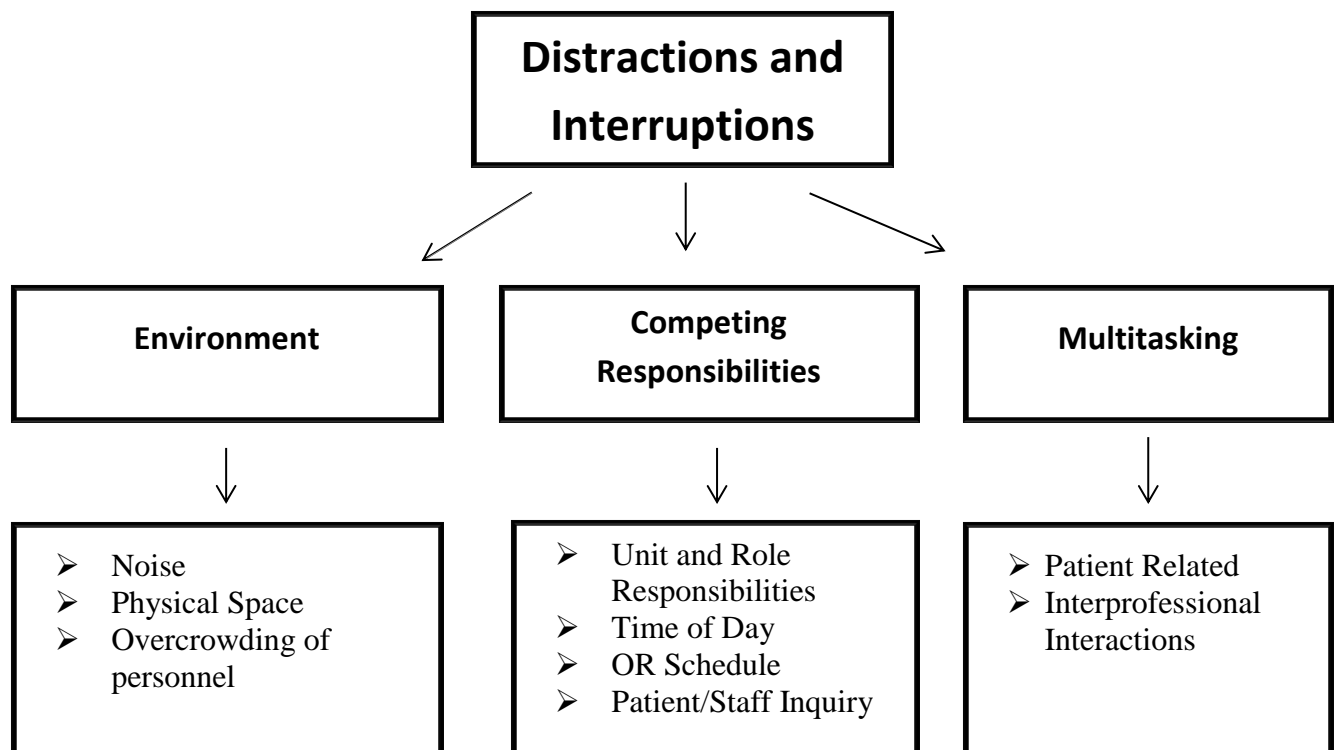 Distractions and
Interruptions
Environment
Competing
Responsibilities
Multitasking
➢ Noise
➢ Physical Space
➢ Overcrowding of
personnel
➢ Unit and Role
Responsibilities
➢ Time of Day
➢ OR Schedule
➢ Patient/Staff Inquiry
➢ Patient Related
➢ Interprofessional
Interactions